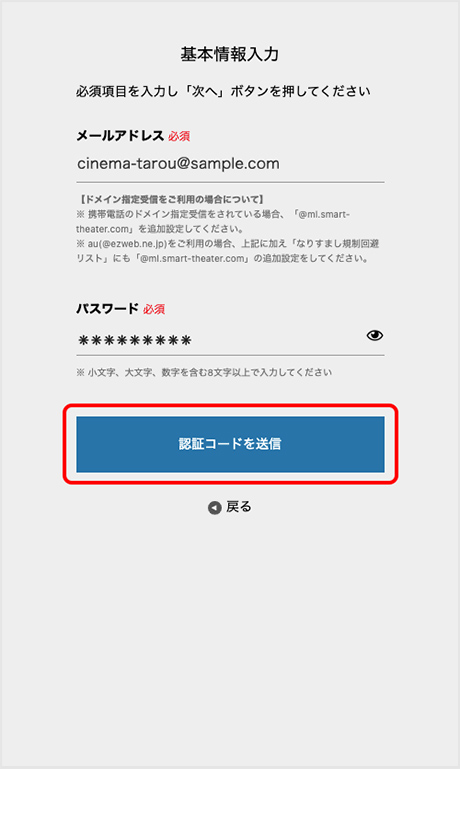 基本情報入力
必須項目を入力し「次へ」ボタンを押してください
メールアドレス 必須
cinema-tarou@sample.com
【ドメイン指定受信をご利用の場合について】
※ 携帯電話のドメイン指定受信をされている場合、「@ml.smart-
theater.com」を追加設定してください。
※ au(@ezweb.ne.jp)をご利用の場合、上記に加え「なりすまし規制回避
リスト」にも「@ml.smart-theater.com」の追加設定をしてください。
パスワード 必須
*********
※ 小文字、大文字、数字を含む8文字以上で入力してください
認証コードを送信
戻る